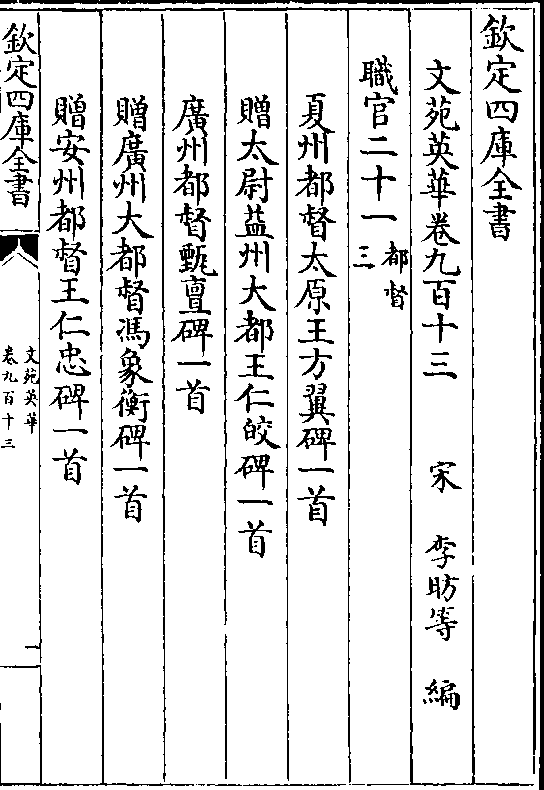 欽定四庫全書
文苑英華卷九百十三　宋　李昉等　編
職官二十一　都督三
夏州都督太原王方翼碑一首
贈太尉益州大都王仁皎碑一首
廣州都督甄亶碑一首
贈廣州大都督馮象衡碑一首
贈安州都督王仁忠碑一首
欽定四庫全書
文苑英華
卷九百十三
一